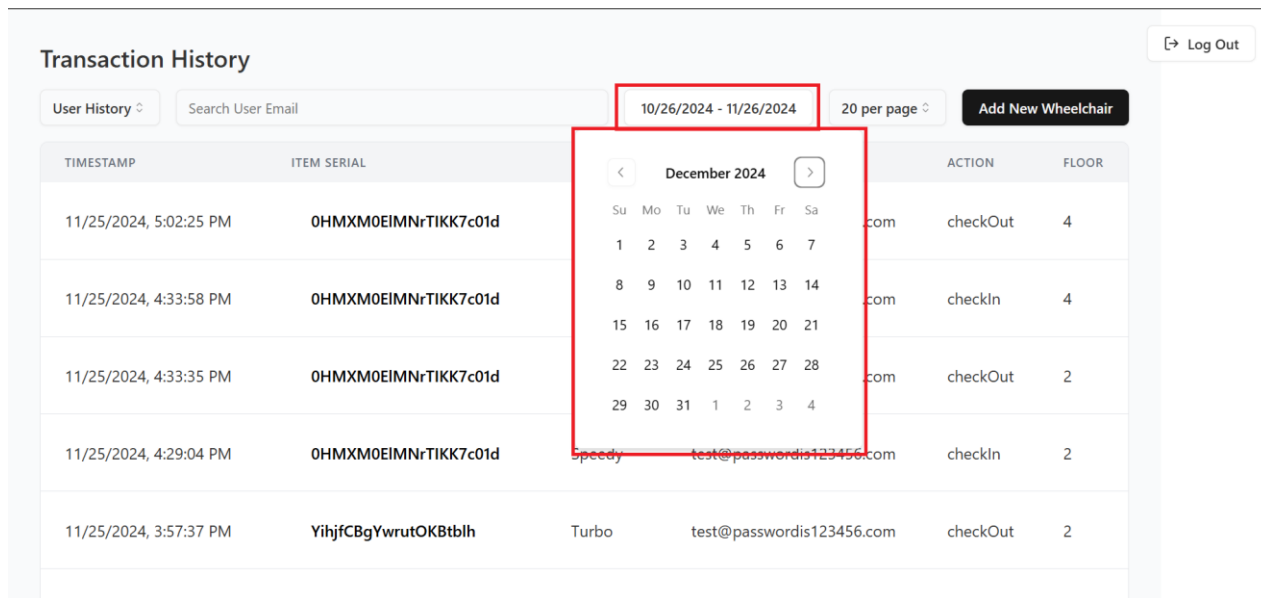 Log Out
Transaction History
User History Search User Email 10/26/2024 - 11/26/2024 20 per page Add New Wheelchair
TIMESTAMP ITEM SERIAL ACTION FLOOR
December 2024
Su Mo Tu We Th Fr Sa
1 2 3 4 5 6 7
8 9 10 11 12 13 14
15 16 17 18 19 20 21
22 23 24 25 26 27 28
29 30 31 1 2 3 4
11/25/2024, 5:02:25 PM 0HMXM0ElMNrTIKK7c01d .com checkOut 4
11/25/2024, 4:33:58 PM 0HMXM0ElMNrTIKK7c01d .com checkIn 4
11/25/2024, 4:33:35 PM 0HMXM0ElMNrTIKK7c01d .com checkOut 2
11/25/2024, 4:29:04 PM 0HMXM0ElMNrTIKK7c01d Speedy test@passwordis123456.com checkIn 2
11/25/2024, 3:57:37 PM YihjfCBgYwrutOKBtblh Turbo test@passwordis123456.com checkOut 2